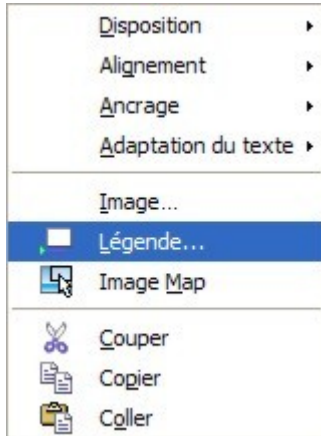 Disposition
Alignement
Ancrage
Adaptation du texte
Image...
Légende...
Image Map
Couper
Copier
Coller